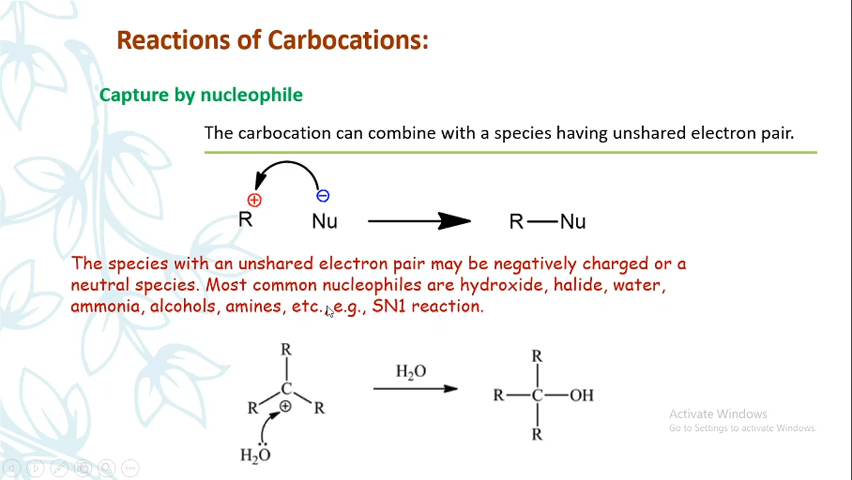 Reactions of Carbocations:
Capture by nucleophile
The carbocation can combine with a species having unshared electron pair.
R⊕ Nu⊖ R—Nu
The species with an unshared electron pair may be negatively charged or a
neutral species. Most common nucleophiles are hydroxide, halide, water,
ammonia, alcohols, amines, etc., e.g., SN1 reaction.
R R
H₂O
C R—C—OH
R ⊕ R
R
H₂Ö
Activate Windows
Go to Settings to activate Windows.